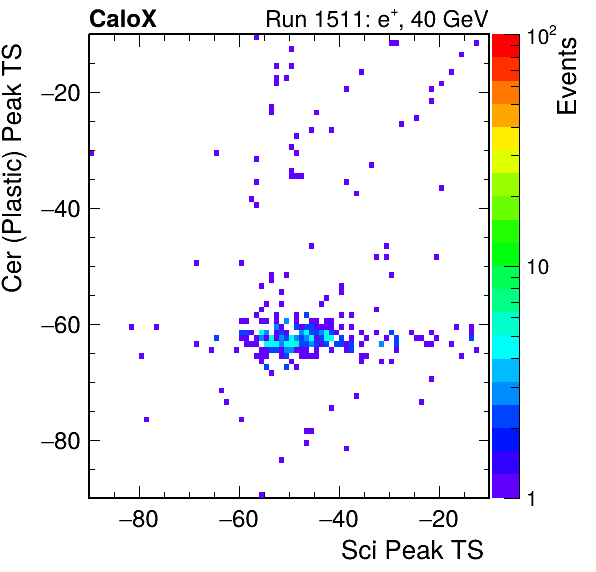 CaloX Run 1511: e⁺, 40 GeV
Cer (Plastic) Peak TS
−20
−40
−60
−80
−80 −60 −40 −20
Sci Peak TS
10²
10
1
Events